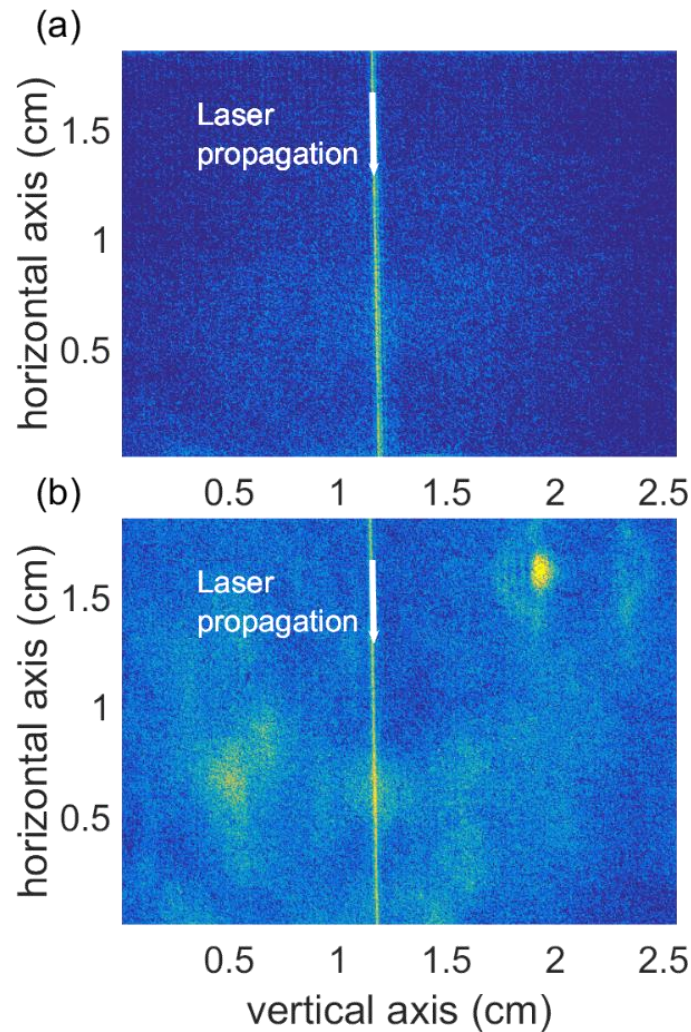 (a)
horizontal axis (cm)
1.5
1
0.5
Laser
propagation
0.5 1 1.5 2 2.5
(b)
horizontal axis (cm)
1.5
1
0.5
Laser
propagation
0.5 1 1.5 2 2.5
vertical axis (cm)